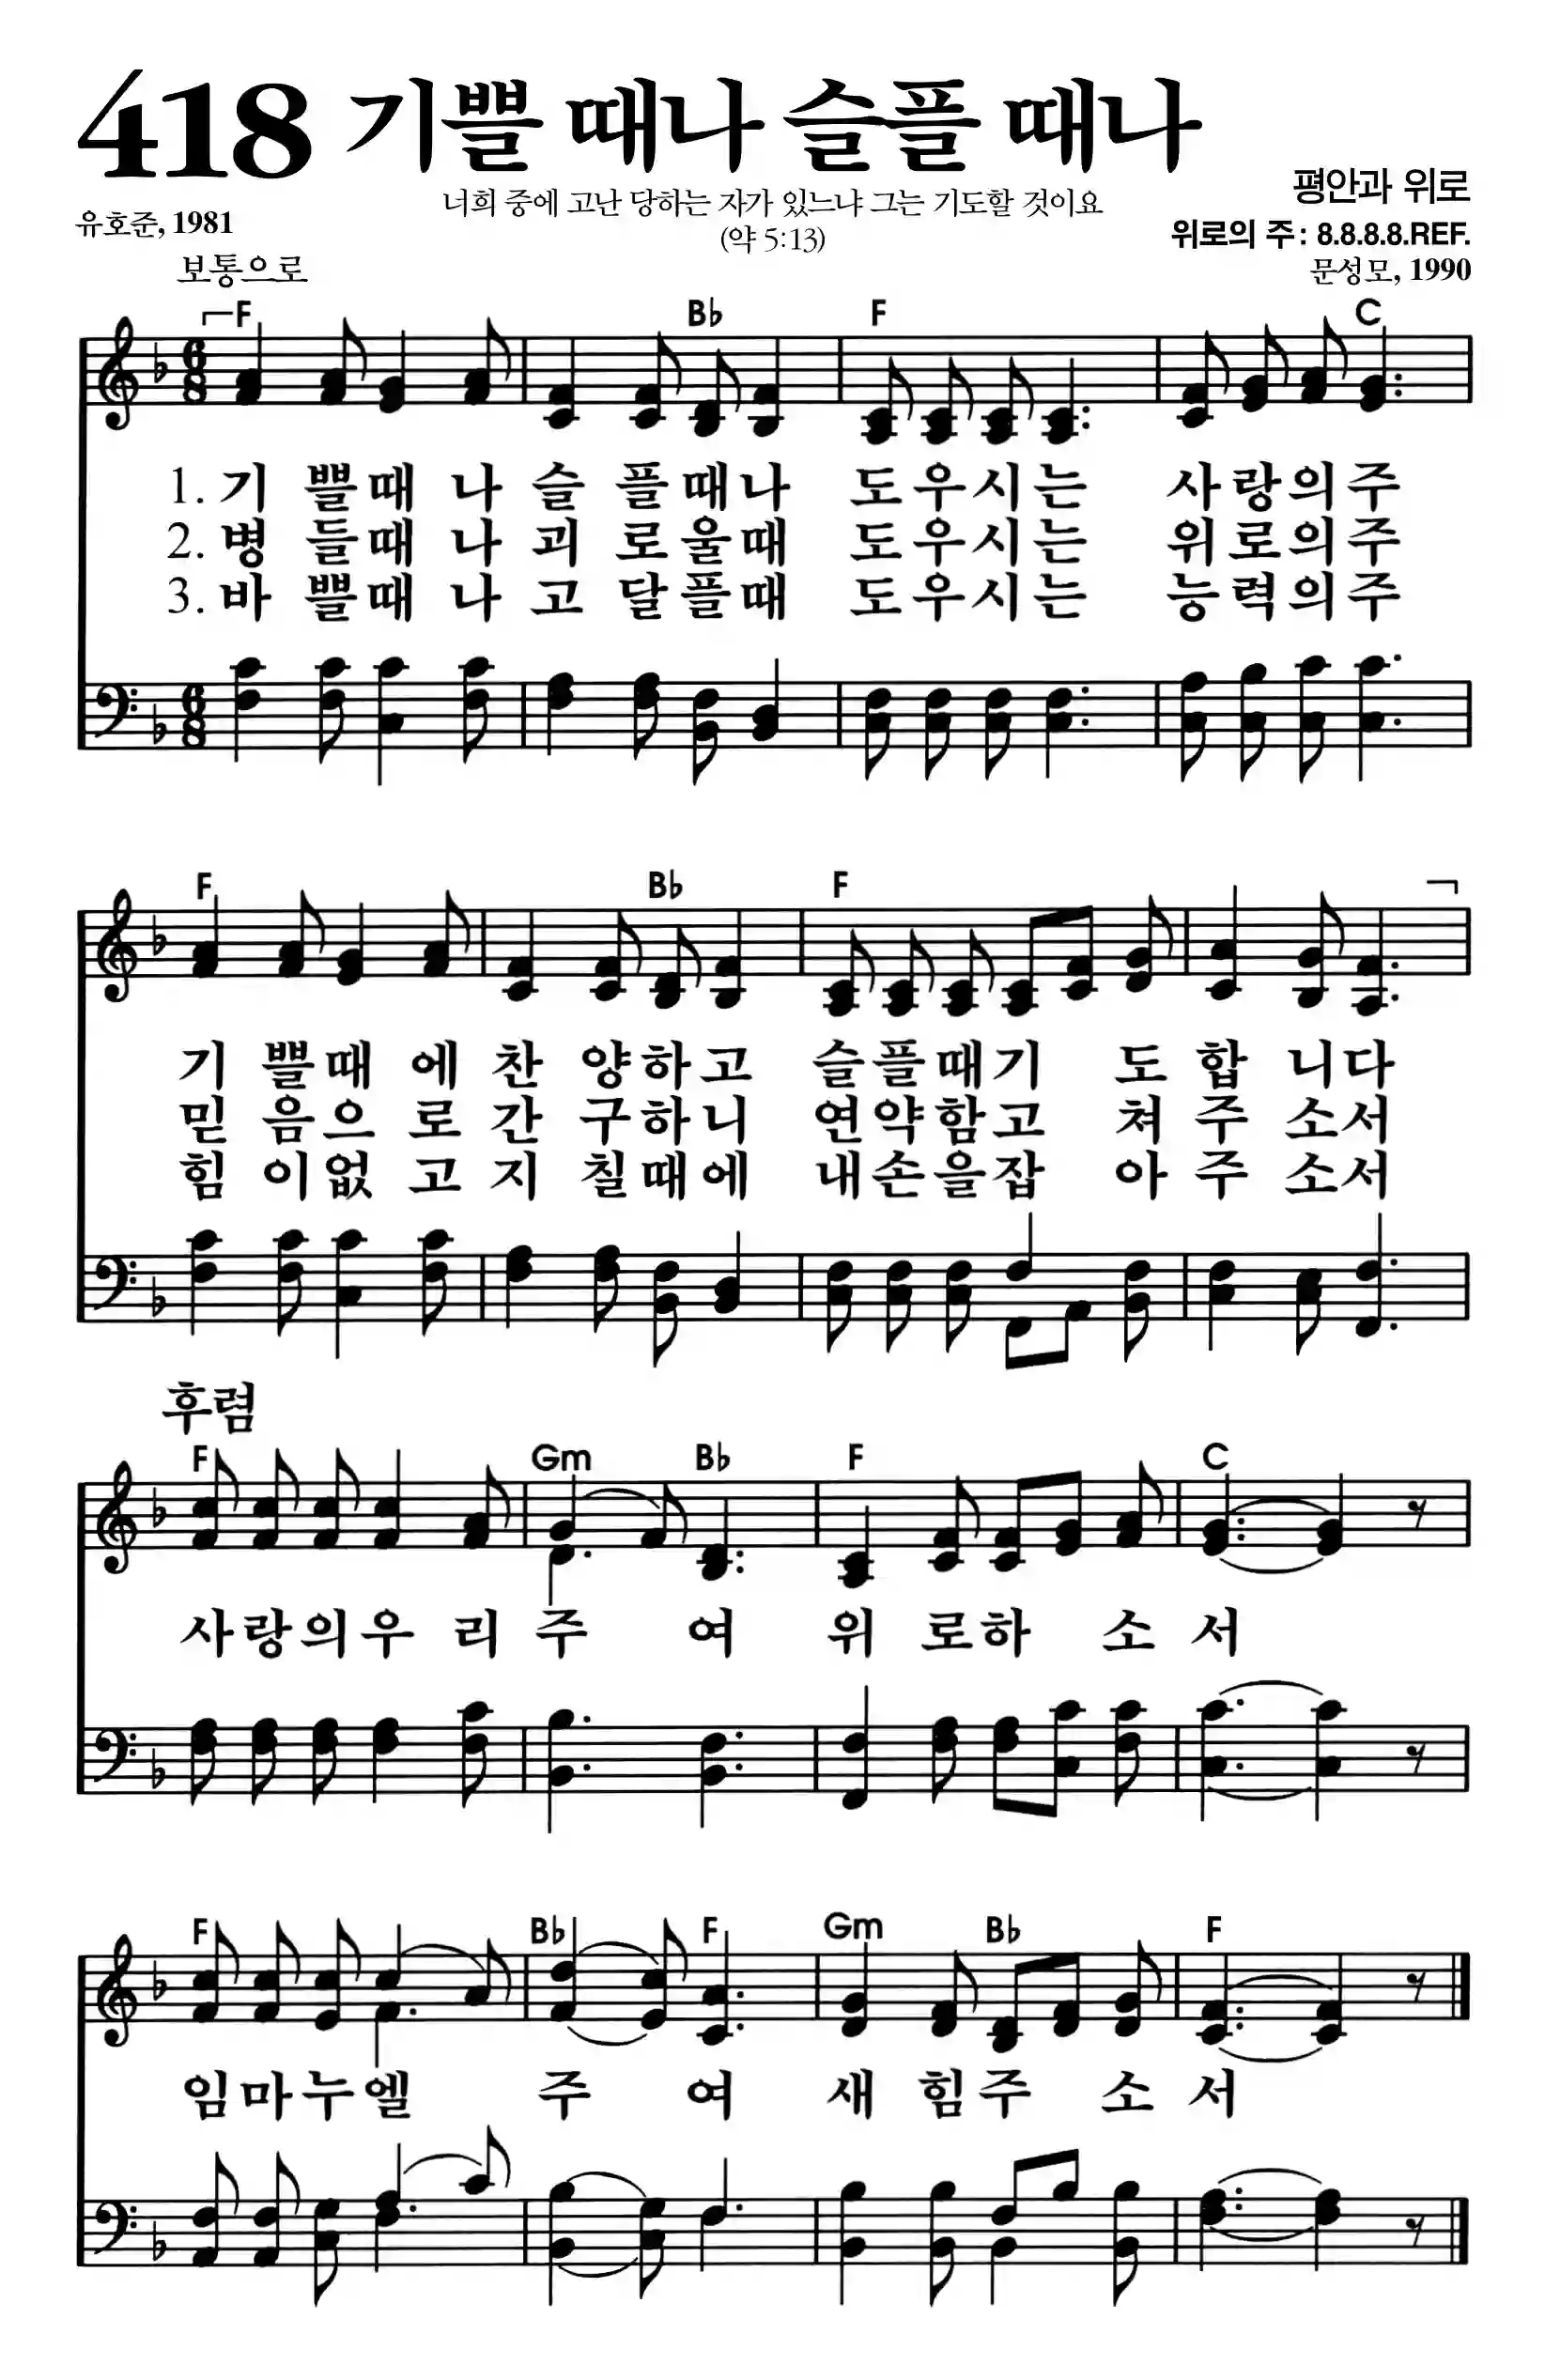 418 기쁠 때나 슬플 때나
너희 중에 고난 당하는 자가 있느냐 그는 기도할 것이요
(약 5:13)
평안과 위로
유호준, 1981
위로의 주: 8.8.8.8.REF.
문성모, 1990
보통으로
F B♭ F C
6/8
1. 기 쁠때 나 슬 플때나 도우시는 사랑의주
2. 병 들때 나 괴 로울때 도우시는 위로의주
3. 바 쁠때 나 고 달플때 도우시는 능력의주
6/8
F B♭ F
기 쁠때 에 찬 양하고 슬플때기 도 합 니다
믿 음으 로 간 구하니 연약함고 쳐 주 소서
힘 이없 고 지 칠때에 내손을잡 아 주 소서
후렴
F Gm B♭ F C
사랑의우 리 주 여 위 로하 소 서
F B♭ F Gm B♭ F
임마누엘 주 여 새 힘주 소 서